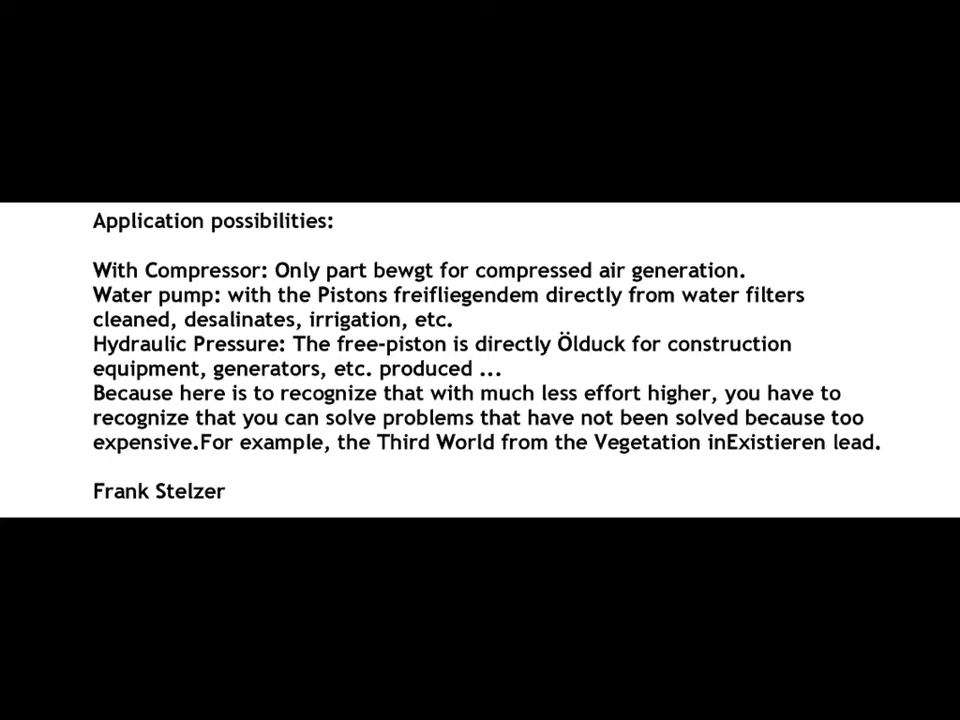 Application possibilities:
With Compressor: Only part bewgt for compressed air generation.
Water pump: with the Pistons freifliegendem directly from water filters
cleaned, desalinates, irrigation, etc.
Hydraulic Pressure: The free-piston is directly Ölduck for construction
equipment, generators, etc. produced ...
Because here is to recognize that with much less effort higher, you have to
recognize that you can solve problems that have not been solved because too
expensive.For example, the Third World from the Vegetation inExistieren lead.
Frank Stelzer